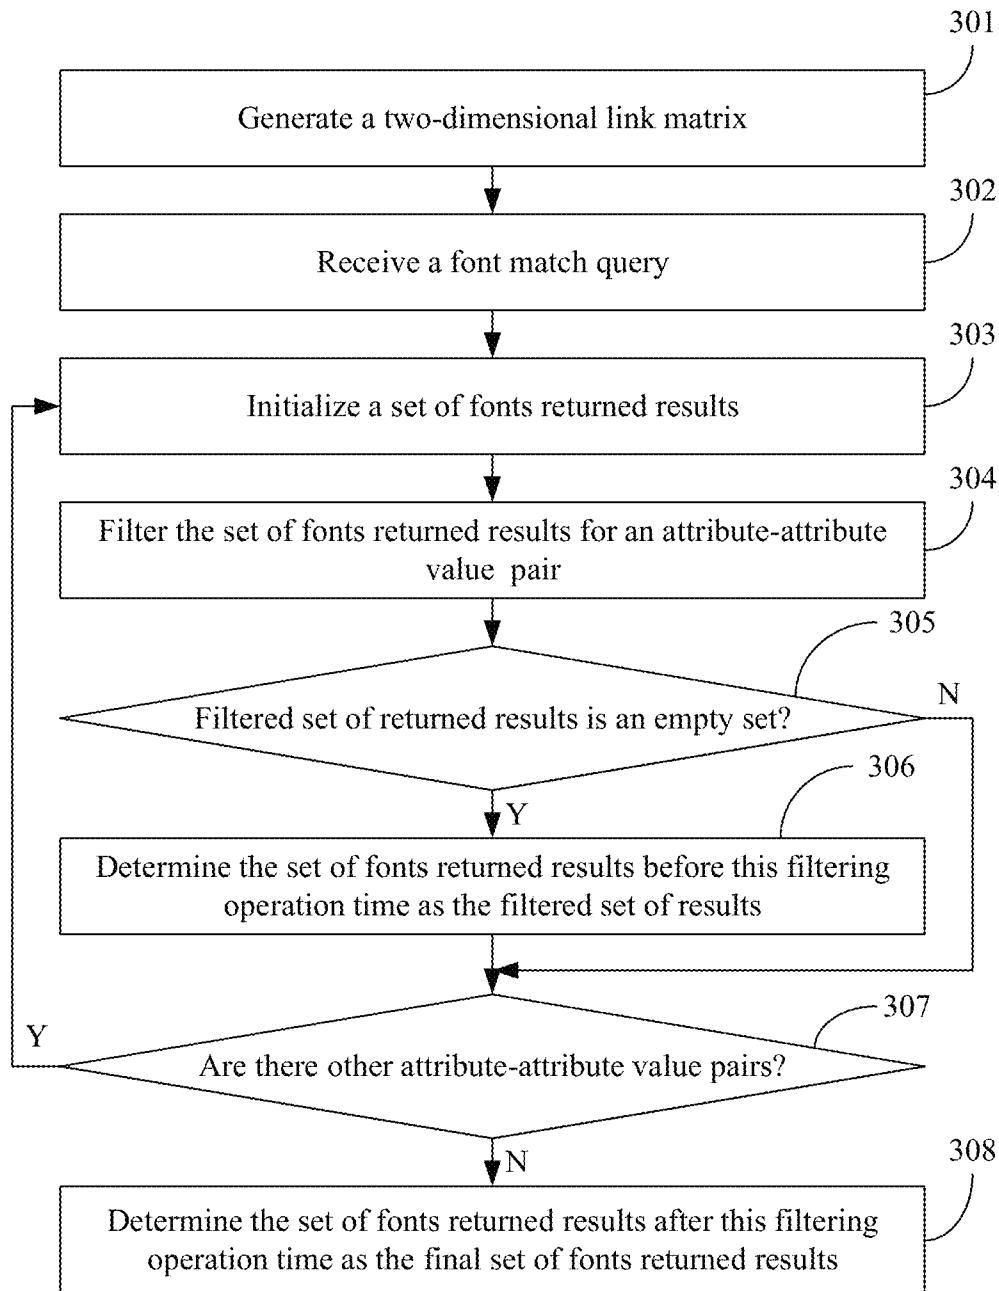 301
Generate a two-dimensional link matrix
302
Receive a font match query
303
Initialize a set of fonts returned results
304
Filter the set of fonts returned results for an attribute-attribute
value pair
305
N
Filtered set of returned results is an empty set?
306
Y
Determine the set of fonts returned results before this filtering
operation time as the filtered set of results
307
Y
Are there other attribute-attribute value pairs?
N
308
Determine the set of fonts returned results after this filtering
operation time as the final set of fonts returned results